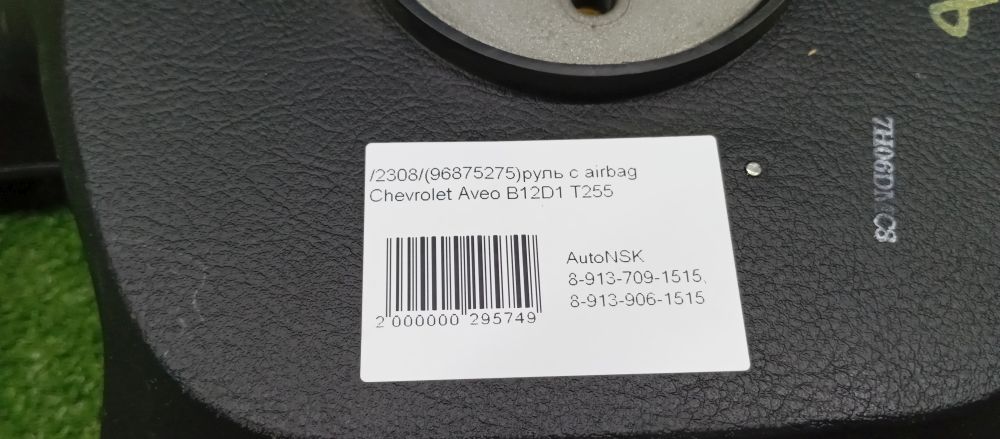 /2308/(96875275)руль с airbag
Chevrolet Aveo B12D1 T255
AutoNSK
8-913-709-1515,
8-913-906-1515
2 000000 295749